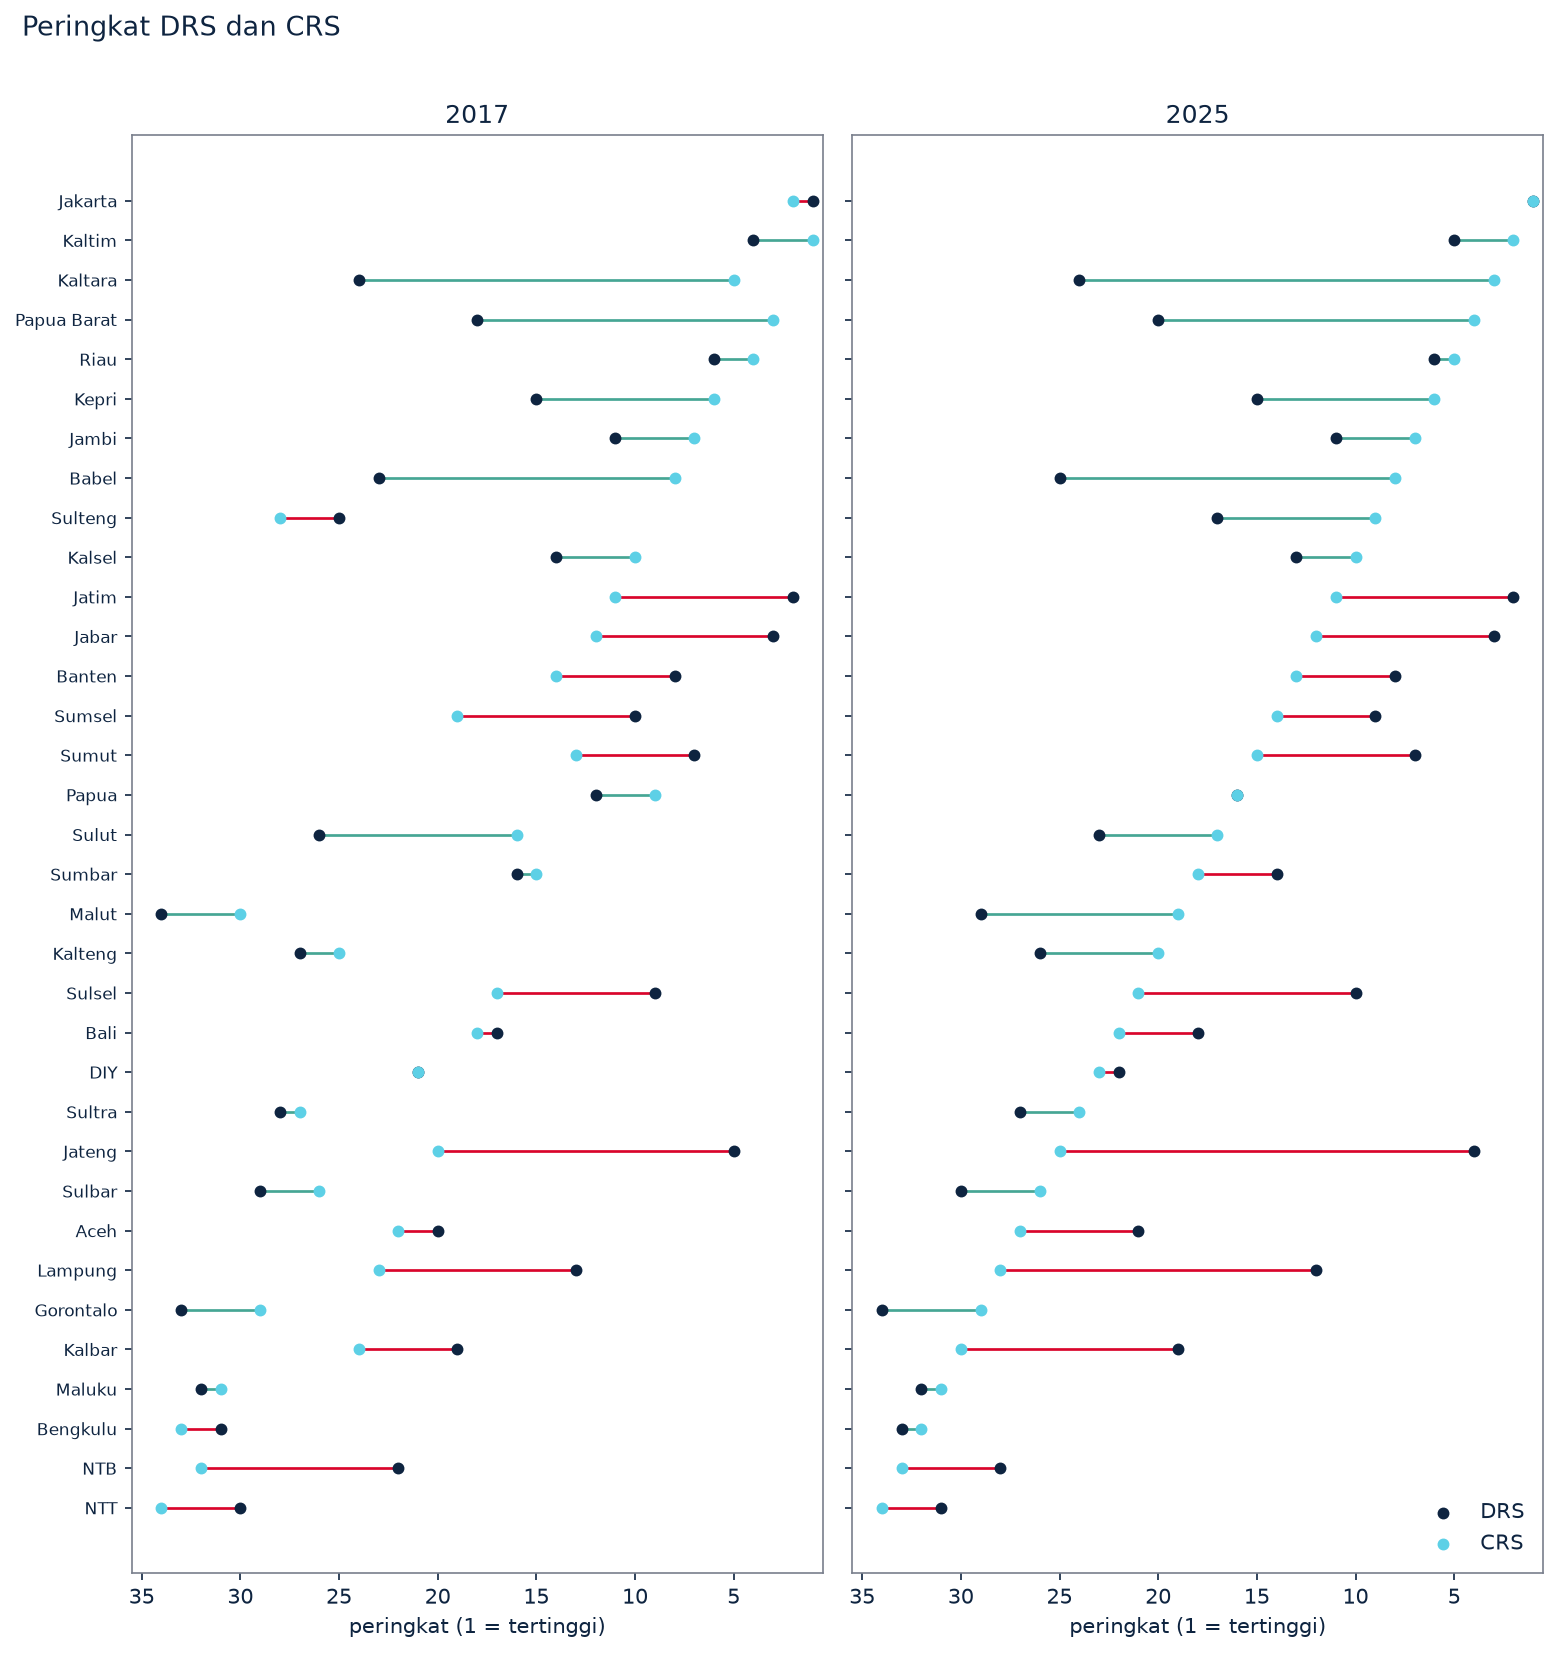 Peringkat DRS dan CRS
2017
2025
Jakarta
Kaltim
Kaltara
Papua Barat
Riau
Kepri
Jambi
Babel
Sulteng
Kalsel
Jatim
Jabar
Banten
Sumsel
Sumut
Papua
Sulut
Sumbar
Malut
Kalteng
Sulsel
Bali
DIY
Sultra
Jateng
Sulbar
Aceh
Lampung
Gorontalo
Kalbar
Maluku
Bengkulu
NTB
NTT
DRS
CRS
35 30 25 20 15 10 5
35 30 25 20 15 10 5
peringkat (1 = tertinggi)
peringkat (1 = tertinggi)